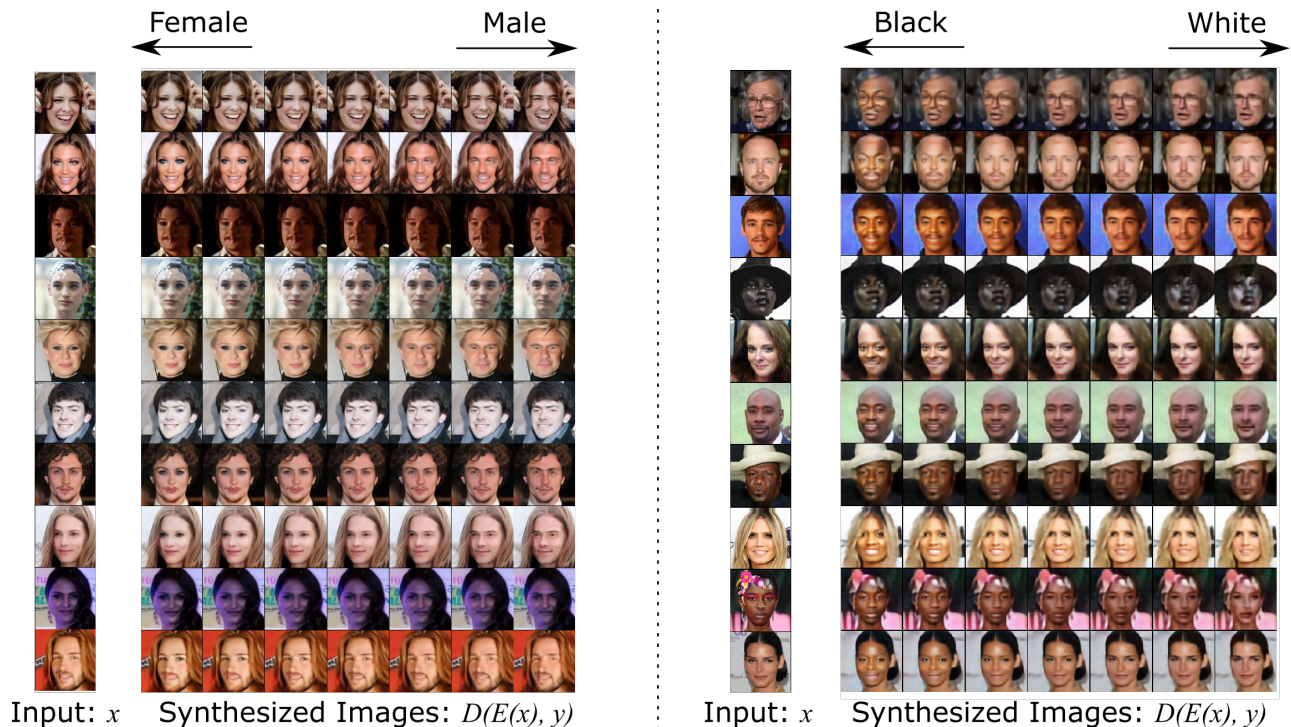 Female Male
Black White
Input: x Synthesized Images: D(E(x), y)
Input: x Synthesized Images: D(E(x), y)